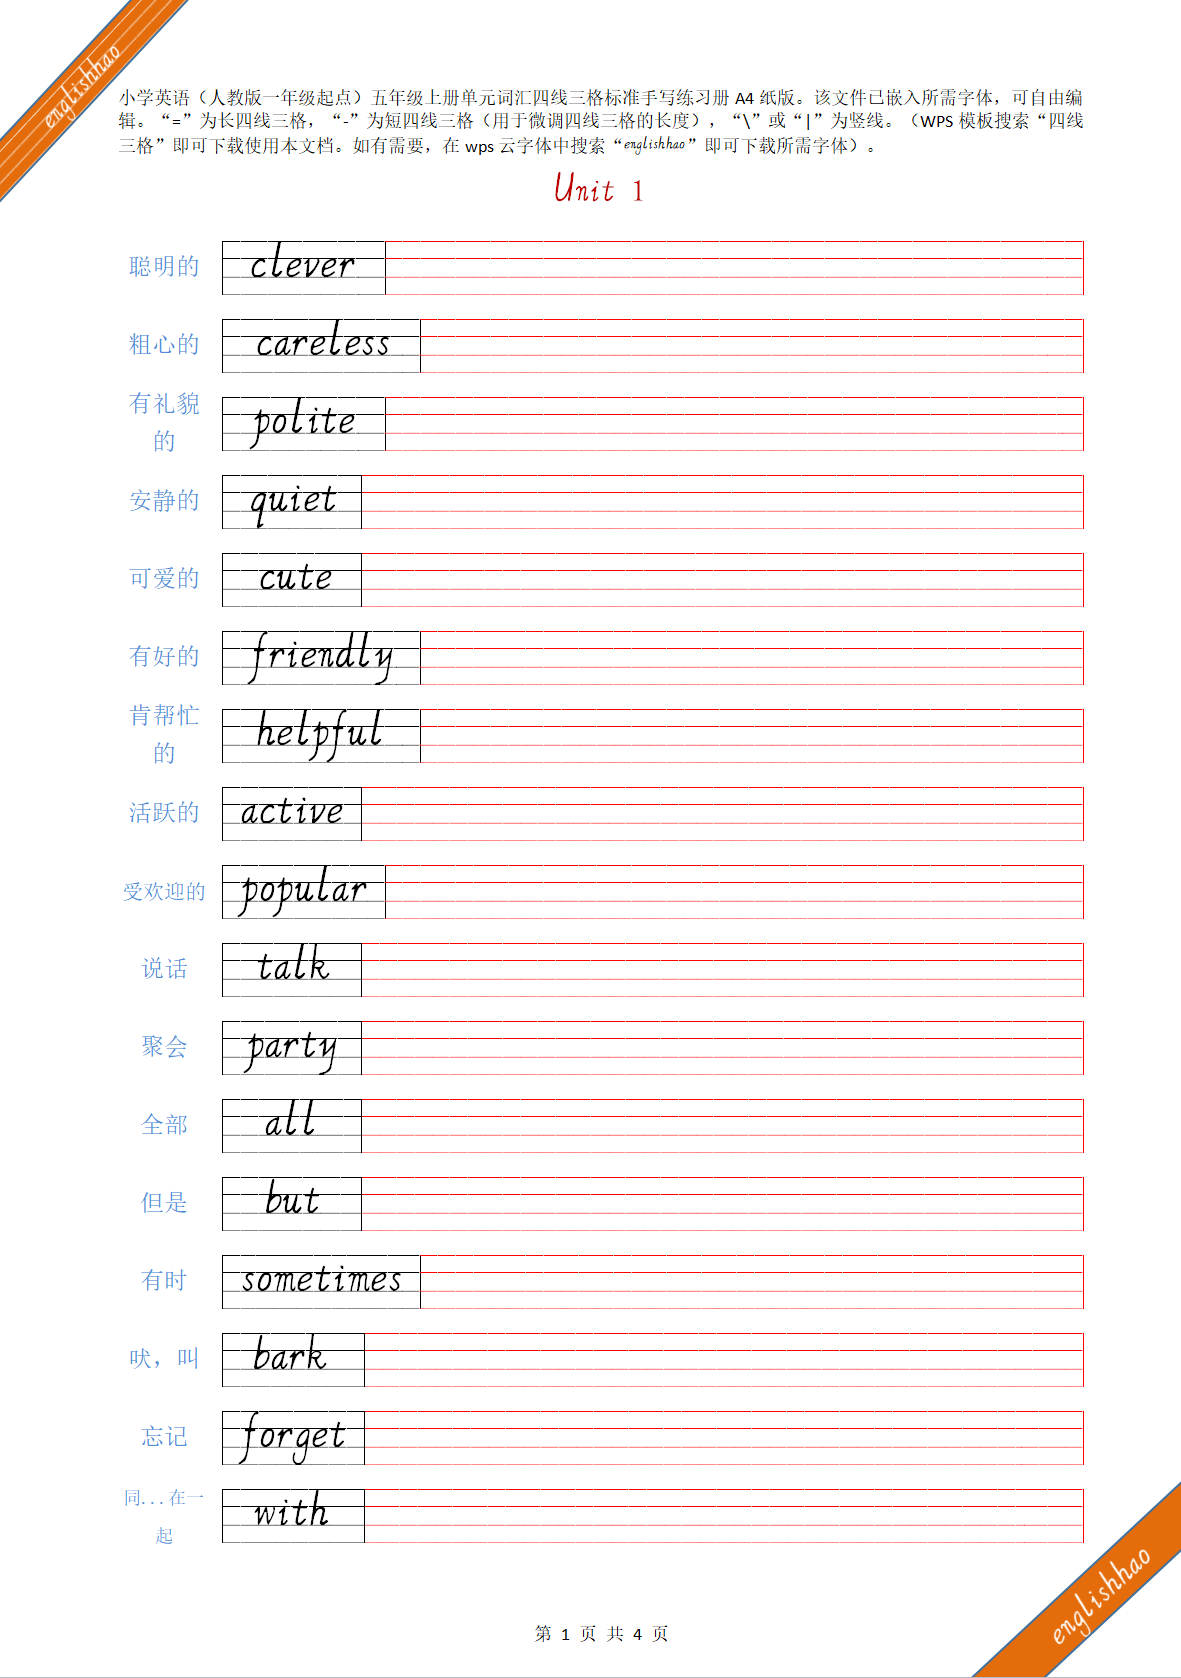 englishhao
小学英语（人教版一年级起点）五年级上册单元词汇四线三格标准手写练习册 A4 纸版。该文件已嵌入所需字体，可自由编
辑。“=”为长四线三格，“-”为短四线三格（用于微调四线三格的长度），“\”或“|”为竖线。（WPS 模板搜索“四线
三格”即可下载使用本文档。如有需要，在 wps 云字体中搜索“englishhao”即可下载所需字体）。
Unit 1
聪明的 clever
粗心的 careless
有礼貌
的 polite
安静的 quiet
可爱的 cute
有好的 friendly
肯帮忙
的 helpful
活跃的 active
受欢迎的 popular
说话 talk
聚会 party
全部 all
但是 but
有时 sometimes
吠，叫 bark
忘记 forget
同...在一
起 with
englishhao
第 1 页 共 4 页